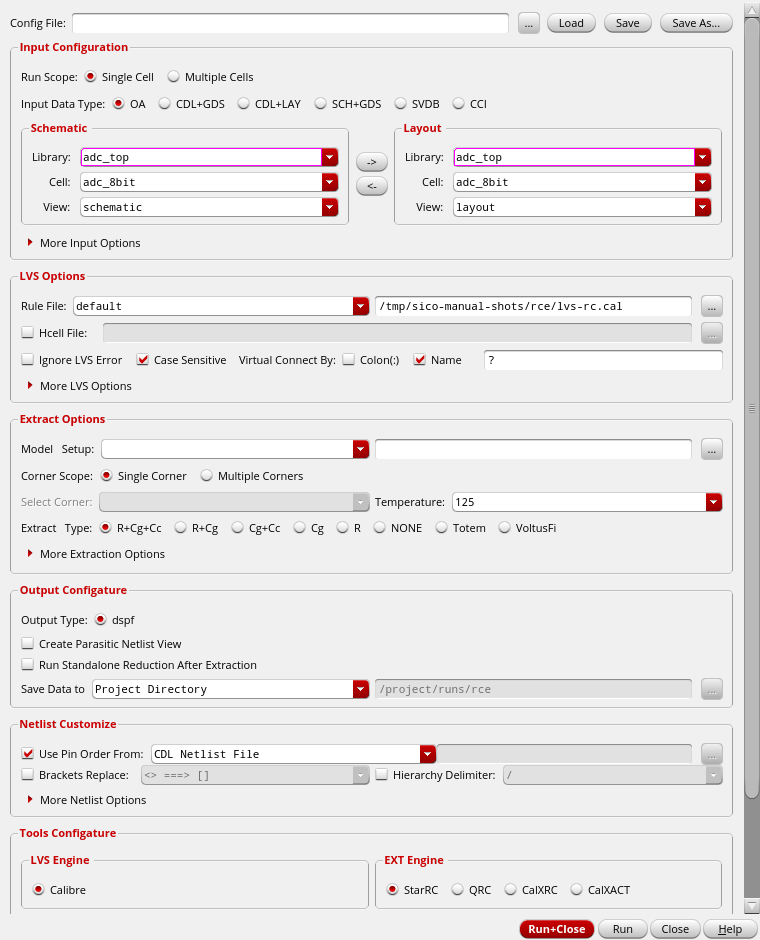 Config File: ... Load Save Save As...
Input Configuration
Run Scope: Single Cell Multiple Cells
Input Data Type: OA CDL+GDS CDL+LAY SCH+GDS SVDB CCI
Schematic Layout
Library: adc_top -> Library: adc_top
Cell: adc_8bit <- Cell: adc_8bit
View: schematic View: layout
More Input Options
LVS Options
Rule File: default /tmp/sico-manual-shots/rce/lvs-rc.cal ...
Hcell File: ...
Ignore LVS Error Case Sensitive Virtual Connect By: Colon(:) Name ?
More LVS Options
Extract Options
Model Setup: ...
Corner Scope: Single Corner Multiple Corners
Select Corner: Temperature: 125
Extract Type: R+Cg+Cc R+Cg Cg+Cc Cg R NONE Totem VoltusFi
More Extraction Options
Output Configature
Output Type: dspf
Create Parasitic Netlist View
Run Standalone Reduction After Extraction
Save Data to Project Directory /project/runs/rce ...
Netlist Customize
Use Pin Order From: CDL Netlist File ...
Brackets Replace: <> ===> [] Hierarchy Delimiter: /
More Netlist Options
Tools Configature
LVS Engine EXT Engine
Calibre StarRC QRC CalXRC CalXACT
Run+Close Run Close Help